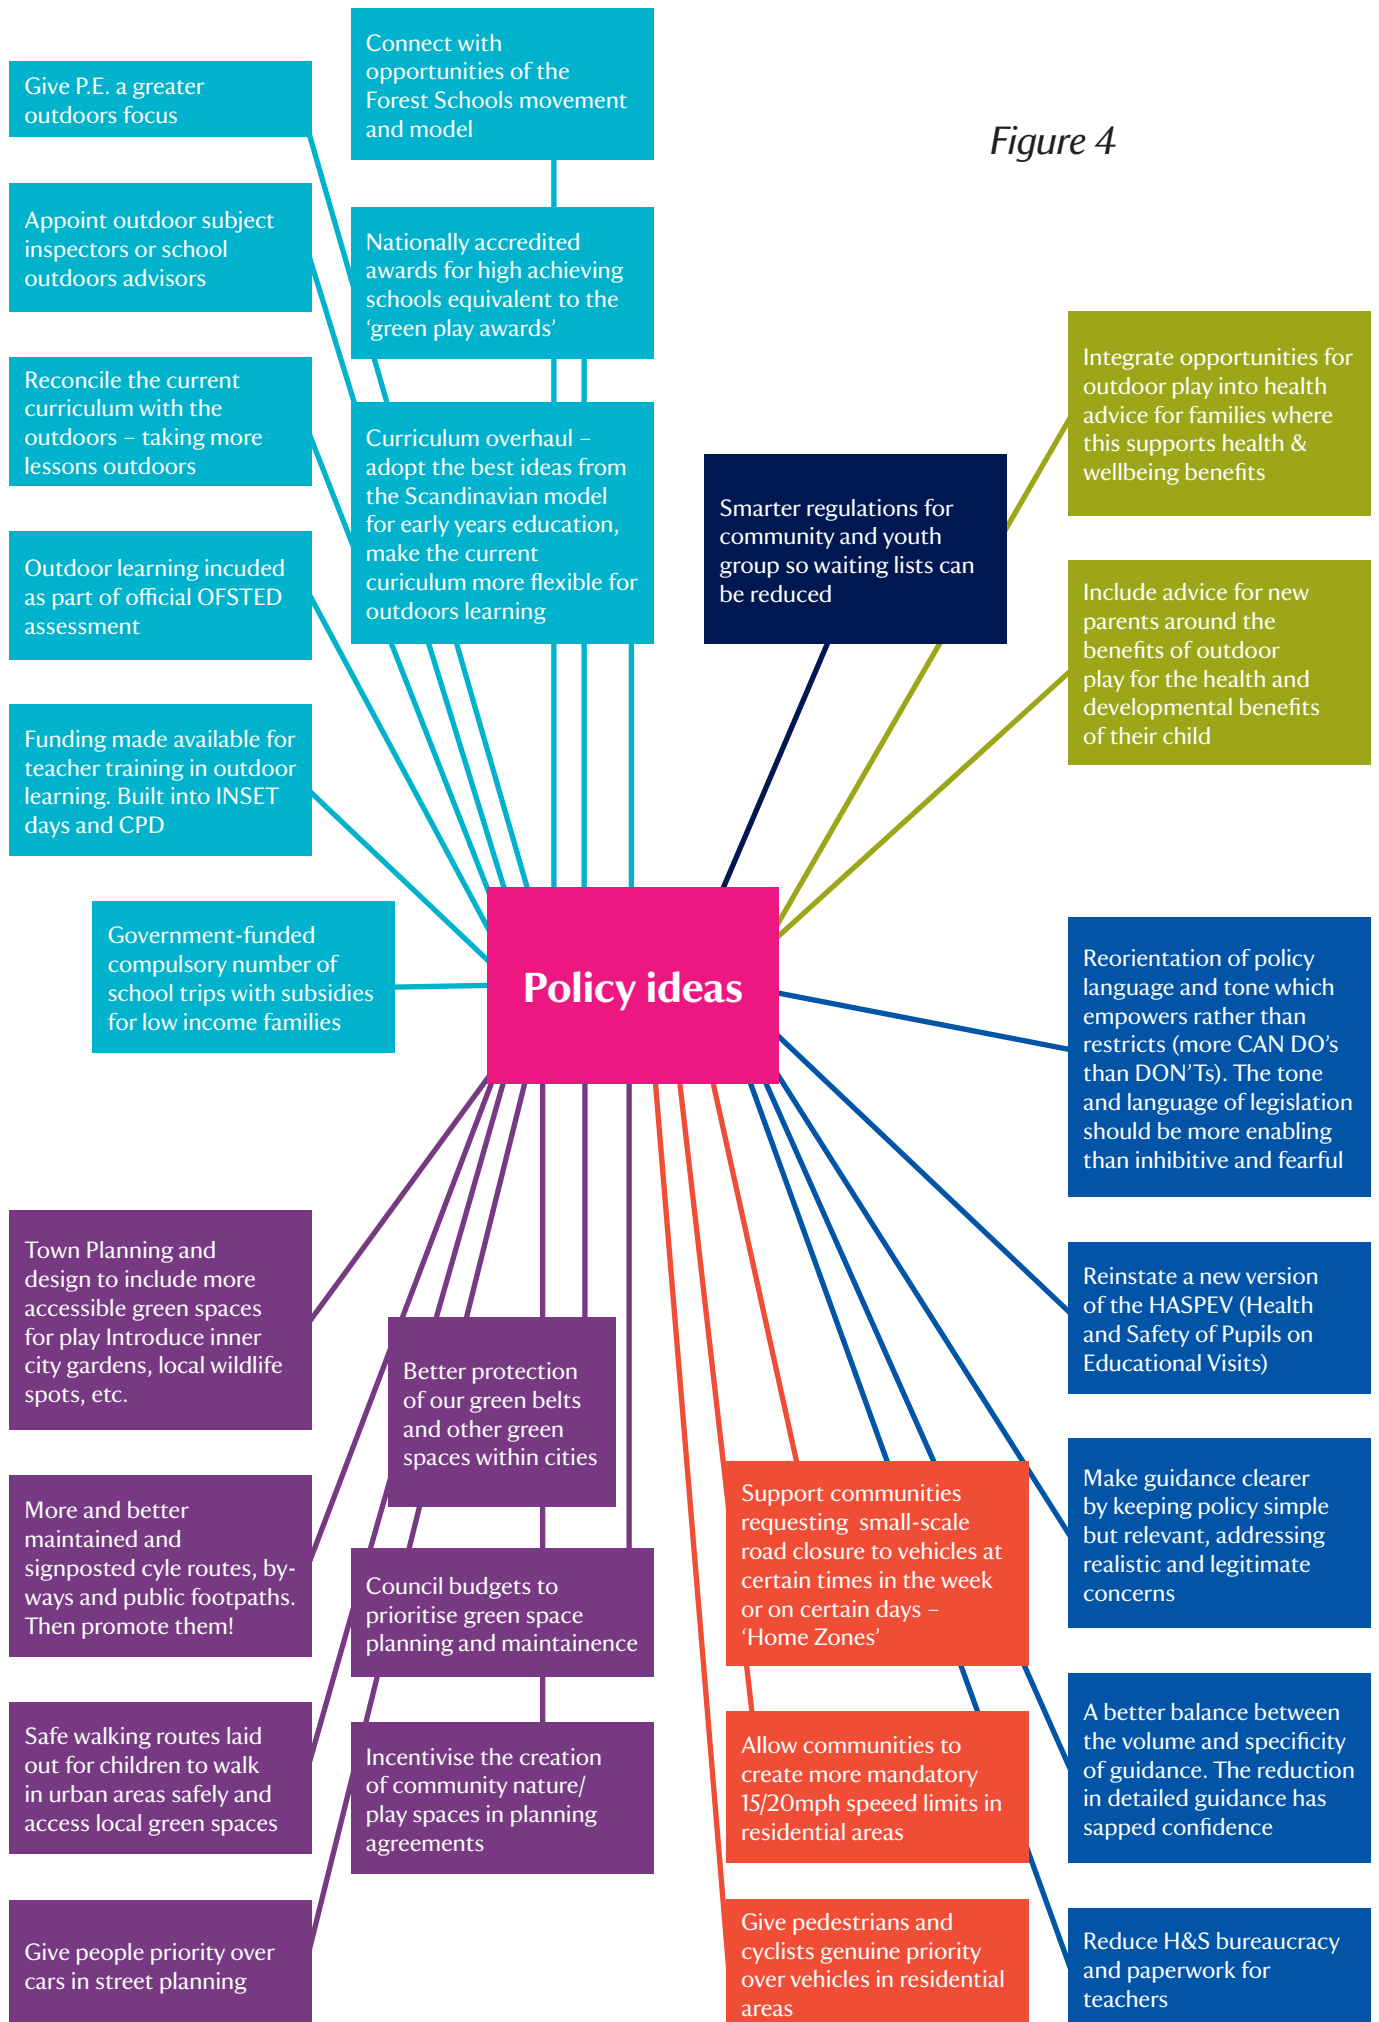 Figure 4
Give P.E. a greater
outdoors focus
Appoint outdoor subject
inspectors or school
outdoors advisors
Reconcile the current
curriculum with the
outdoors – taking more
lessons outdoors
Outdoor learning incuded
as part of official OFSTED
assessment
Funding made available for
teacher training in outdoor
learning. Built into INSET
days and CPD
Government-funded
compulsory number of
school trips with subsidies
for low income families
Connect with
opportunities of the
Forest Schools movement
and model
Nationally accredited
awards for high achieving
schools equivalent to the
‘green play awards’
Curriculum overhaul –
adopt the best ideas from
the Scandinavian model
for early years education,
make the current
curiculum more flexible for
outdoors learning
Smarter regulations for
community and youth
group so waiting lists can
be reduced
Integrate opportunities for
outdoor play into health
advice for families where
this supports health &
wellbeing benefits
Include advice for new
parents around the
benefits of outdoor
play for the health and
developmental benefits
of their child
Policy ideas
Reorientation of policy
language and tone which
empowers rather than
restricts (more CAN DO’s
than DON’Ts). The tone
and language of legislation
should be more enabling
than inhibitive and fearful
Reinstate a new version
of the HASPEV (Health
and Safety of Pupils on
Educational Visits)
Make guidance clearer
by keeping policy simple
but relevant, addressing
realistic and legitimate
concerns
A better balance between
the volume and specificity
of guidance. The reduction
in detailed guidance has
sapped confidence
Reduce H&S bureaucracy
and paperwork for
teachers
Town Planning and
design to include more
accessible green spaces
for play Introduce inner
city gardens, local wildlife
spots, etc.
More and better
maintained and
signposted cyle routes, by-
ways and public footpaths.
Then promote them!
Safe walking routes laid
out for children to walk
in urban areas safely and
access local green spaces
Give people priority over
cars in street planning
Better protection
of our green belts
and other green
spaces within cities
Council budgets to
prioritise green space
planning and maintainence
Incentivise the creation
of community nature/
play spaces in planning
agreements
Support communities
requesting small-scale
road closure to vehicles at
certain times in the week
or on certain days –
‘Home Zones’
Allow communities to
create more mandatory
15/20mph speeed limits in
residential areas
Give pedestrians and
cyclists genuine priority
over vehicles in residential
areas